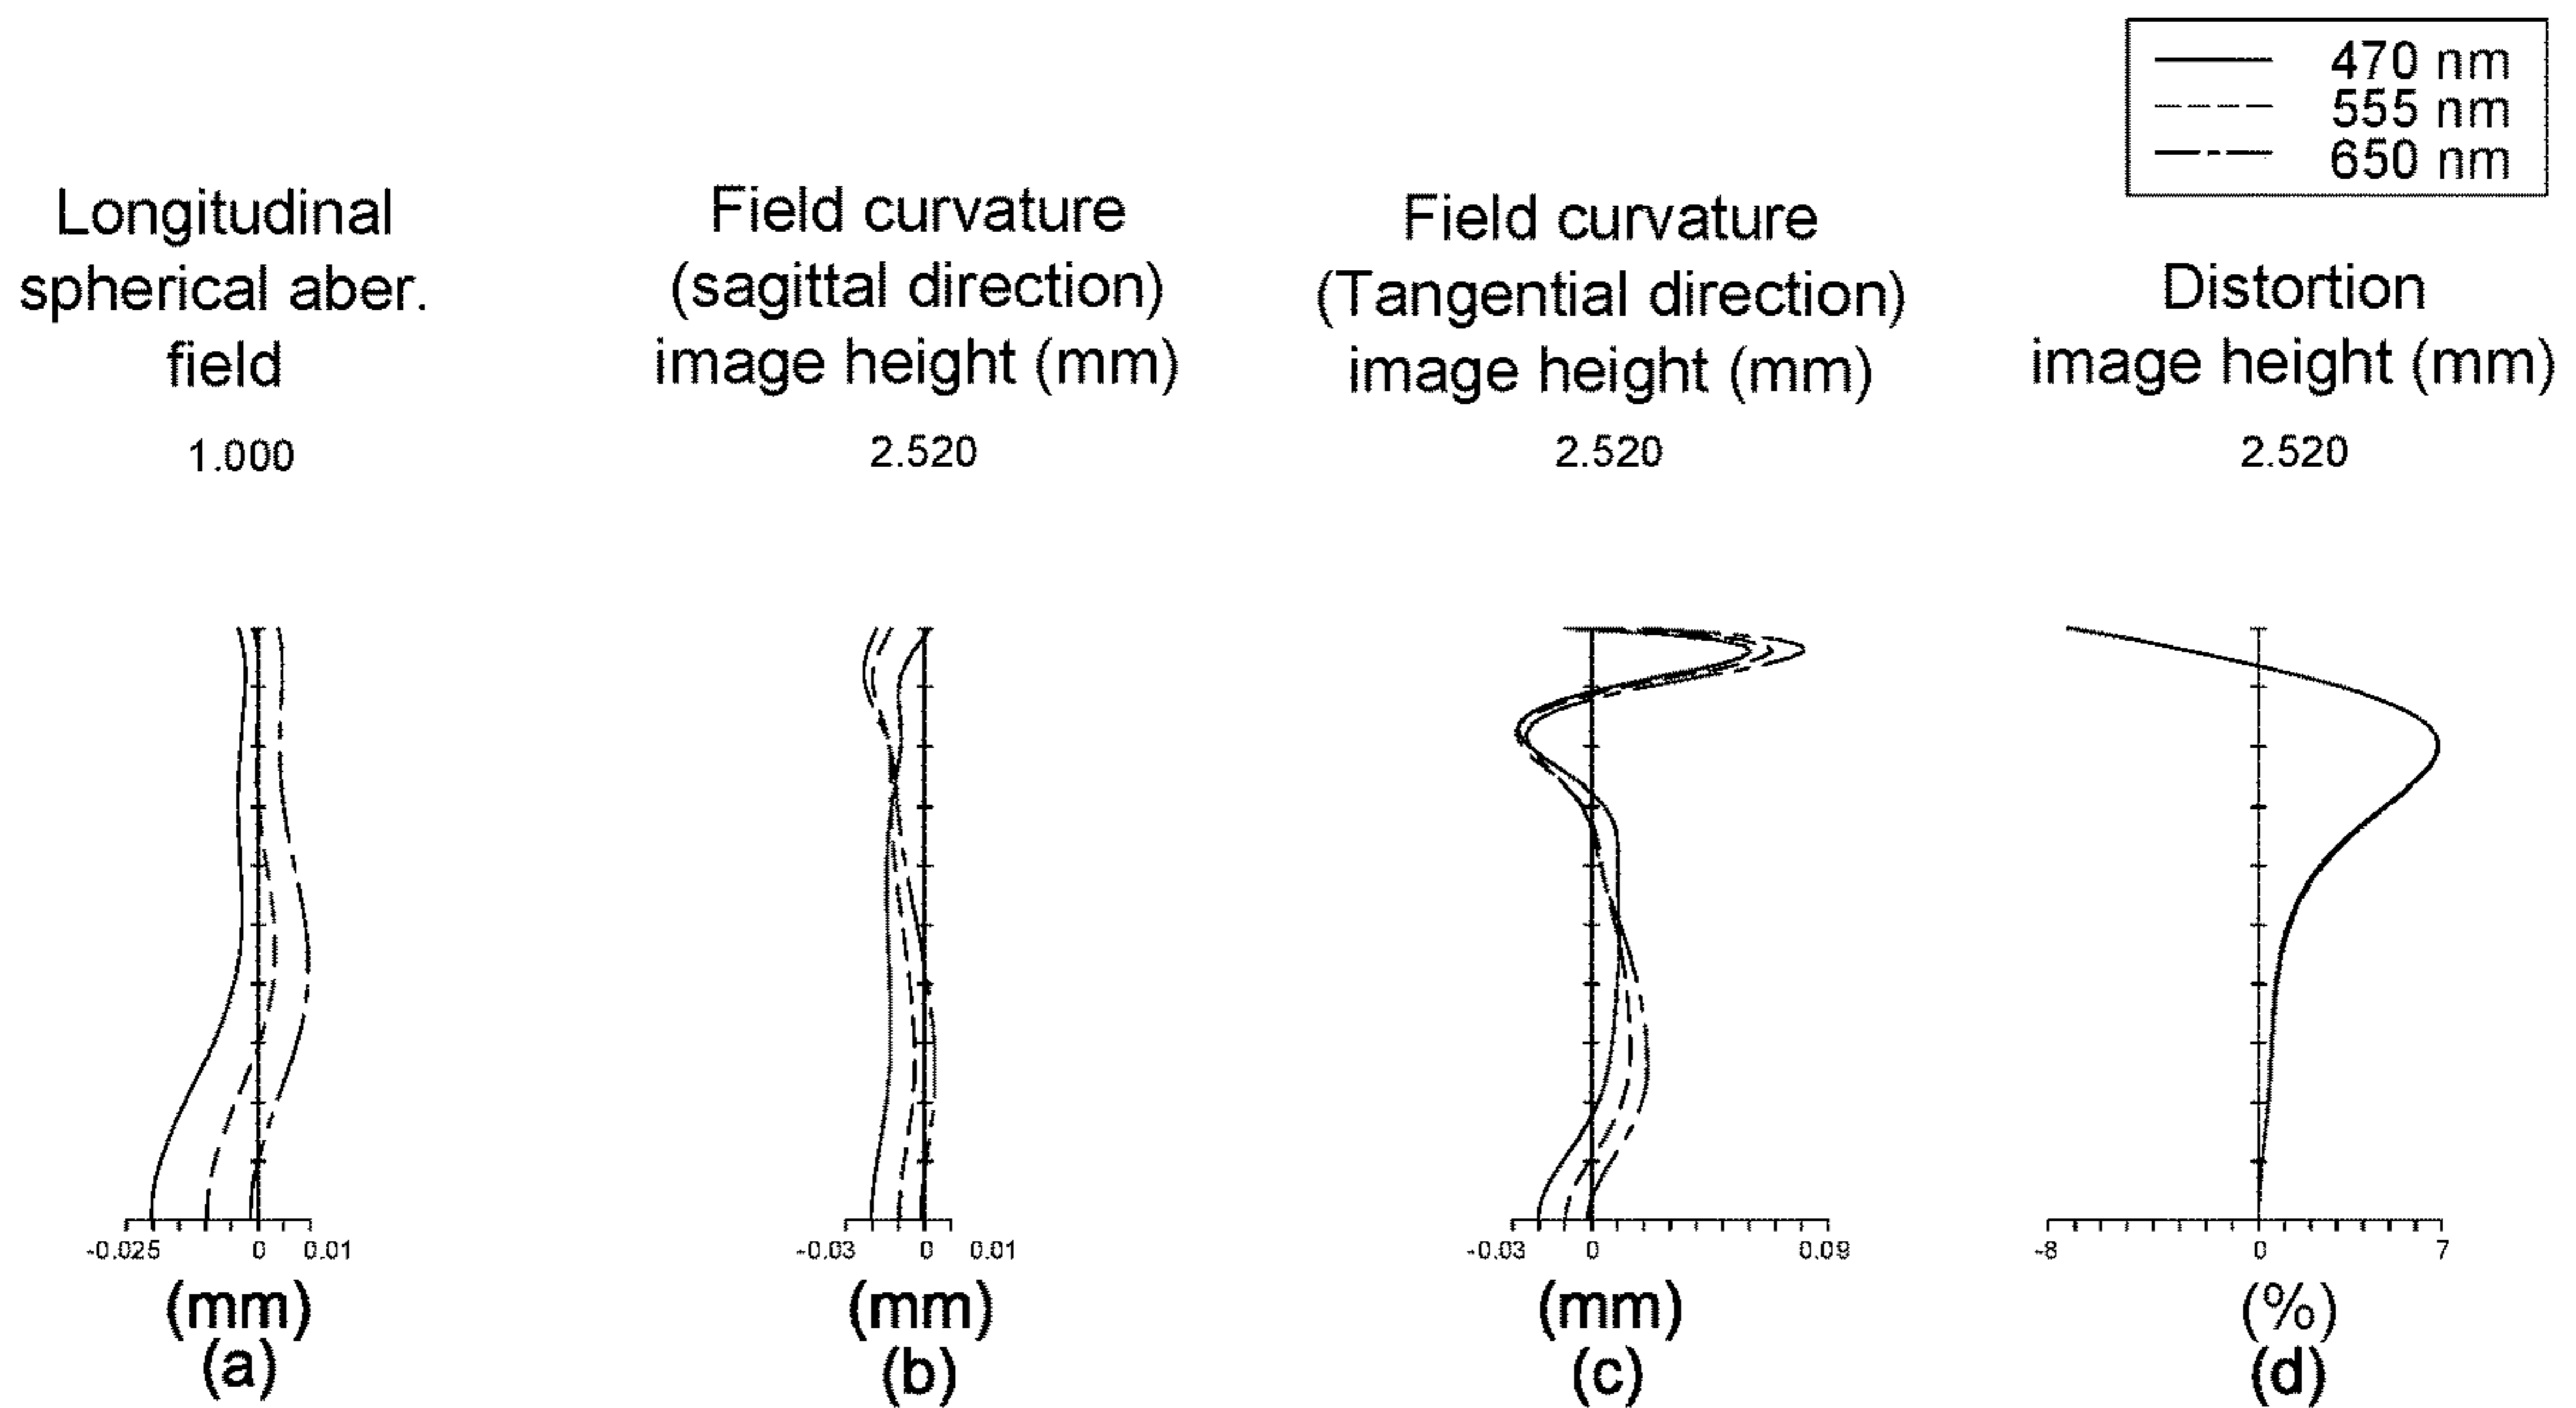 470 nm
555 nm
650 nm
Longitudinal
spherical aber.
field
1.000
Field curvature
(sagittal direction)
image height (mm)
2.520
Field curvature
(Tangential direction)
image height (mm)
2.520
Distortion
image height (mm)
2.520
-0.025 0 0.01
(mm)
(a)
-0.03 0 0.01
(mm)
(b)
-0.03 0 0.09
(mm)
(c)
-8 0 7
(%)
(d)